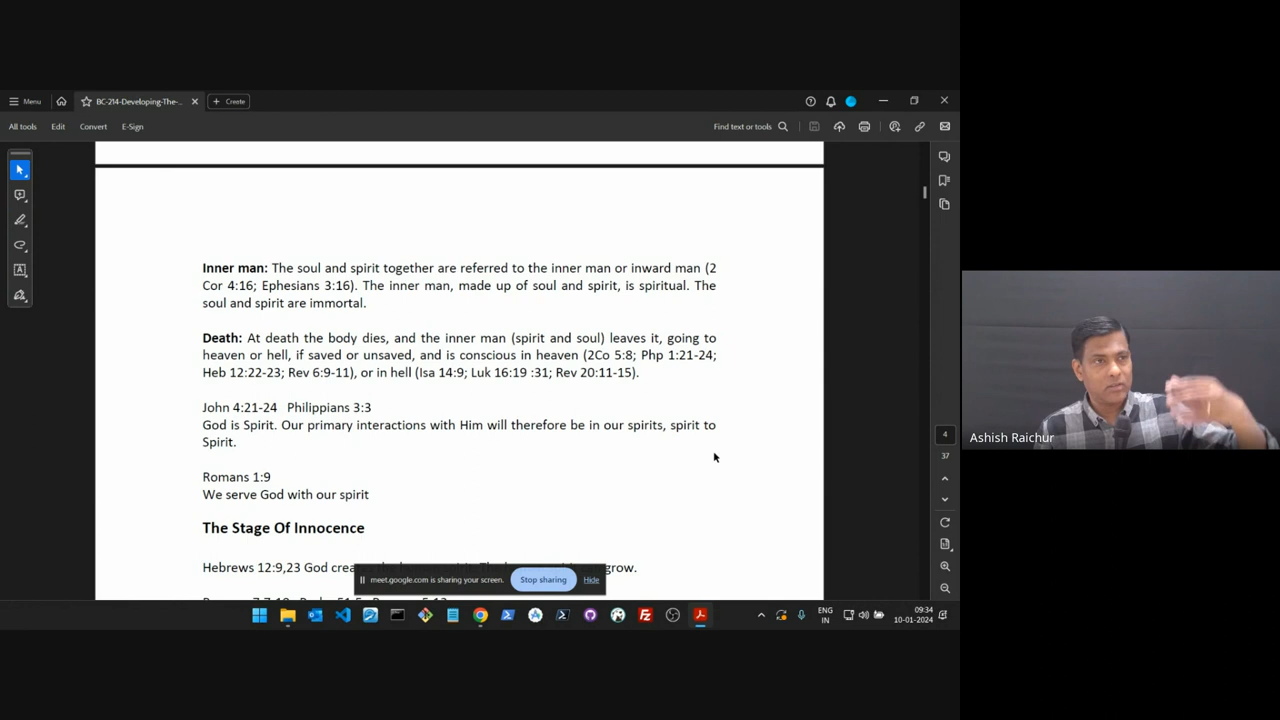 Menu
BC-214-Developing-The-...
Create
All tools
Edit
Convert
E-Sign
Find text or tools
Inner man: The soul and spirit together are referred to the inner man or inward man (2
Cor 4:16; Ephesians 3:16). The inner man, made up of soul and spirit, is spiritual. The
soul and spirit are immortal.
Death: At death the body dies, and the inner man (spirit and soul) leaves it, going to
heaven or hell, if saved or unsaved, and is conscious in heaven (2Co 5:8; Php 1:21-24;
Heb 12:22-23; Rev 6:9-11), or in hell (Isa 14:9; Luk 16:19 :31; Rev 20:11-15).
John 4:21-24 Philippians 3:3
God is Spirit. Our primary interactions with Him will therefore be in our spirits, spirit to
Spirit.
Romans 1:9
We serve God with our spirit
The Stage Of Innocence
Hebrews 12:9,23 God grow.
meet.google.com is sharing your screen.
Stop sharing
Hide
4
37
ENG
IN
09:34
10-01-2024
Ashish Raichur